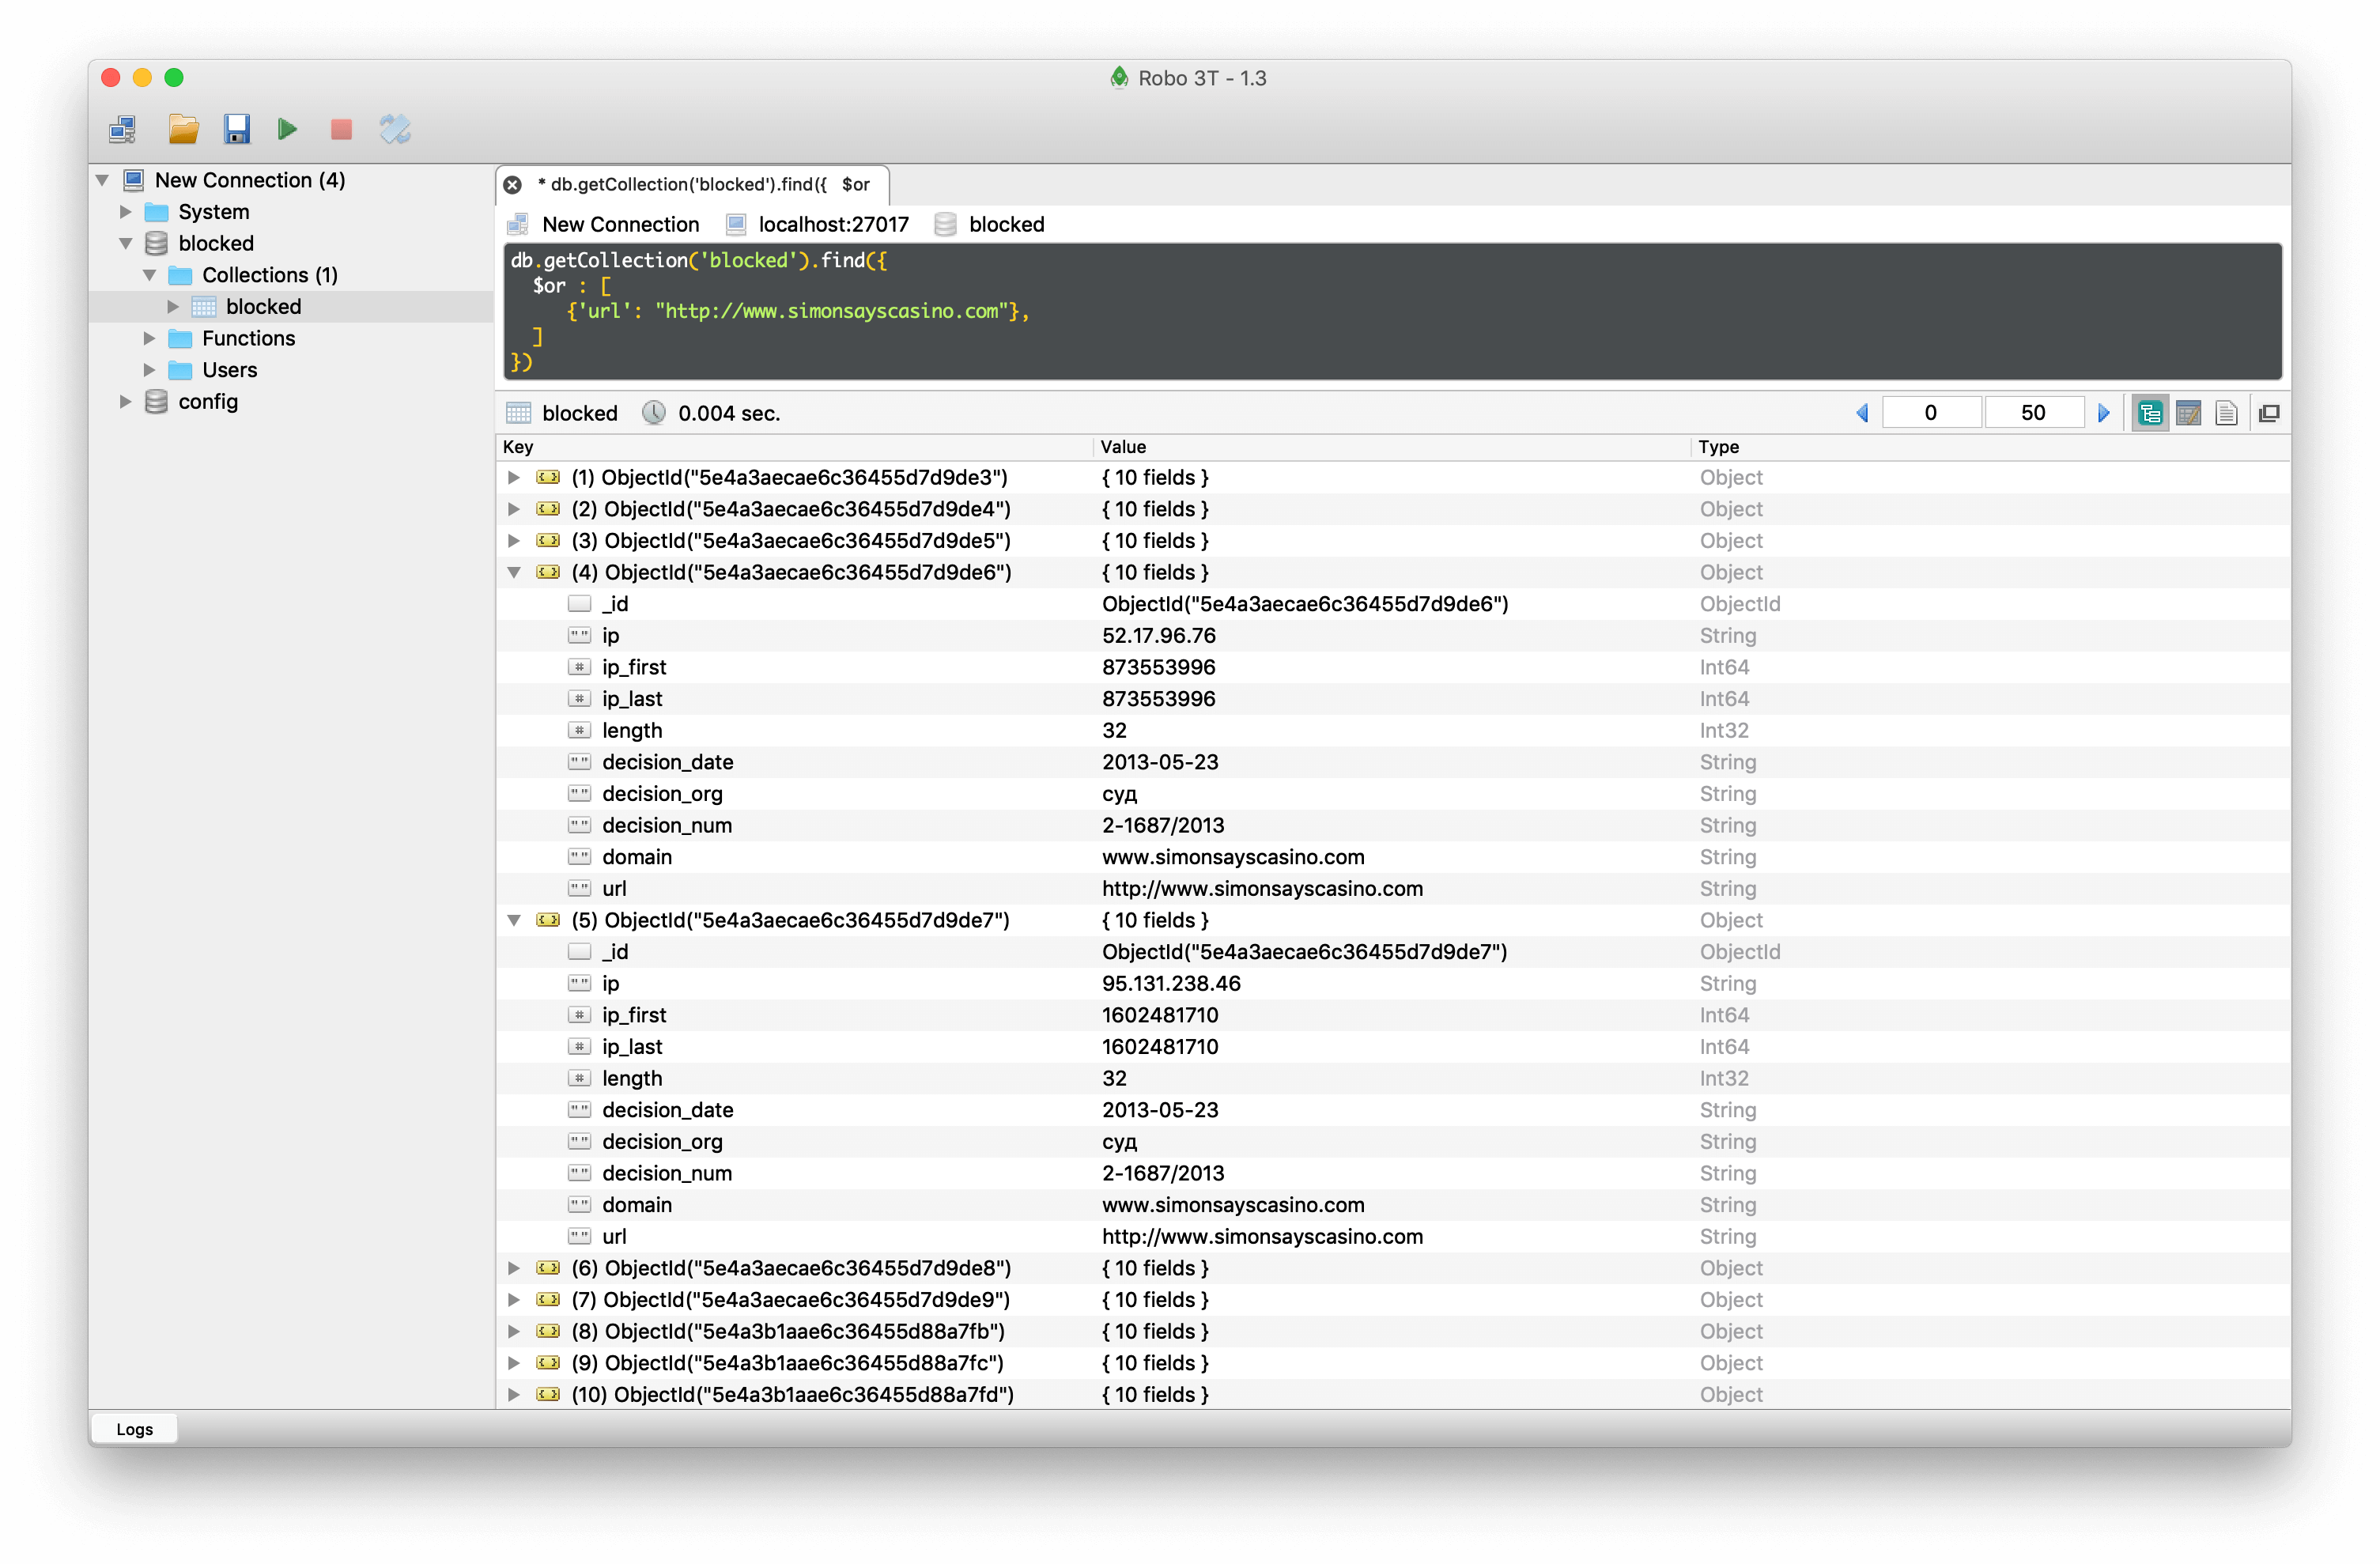 Robo 3T - 1.3
New Connection (4)
System
blocked
Collections (1)
blocked
Functions
Users
config
* db.getCollection('blocked').find({   $or
New Connection   localhost:27017   blocked
db.getCollection('blocked').find({
  $or : [
     {'url': "http://www.simonsayscasino.com"},
  ]
})
blocked   0.004 sec.   0   50
Key   Value   Type
(1) ObjectId("5e4a3aecae6c36455d7d9de3")   { 10 fields }   Object
(2) ObjectId("5e4a3aecae6c36455d7d9de4")   { 10 fields }   Object
(3) ObjectId("5e4a3aecae6c36455d7d9de5")   { 10 fields }   Object
(4) ObjectId("5e4a3aecae6c36455d7d9de6")   { 10 fields }   Object
_id   ObjectId("5e4a3aecae6c36455d7d9de6")   ObjectId
ip   52.17.96.76   String
ip_first   873553996   Int64
ip_last   873553996   Int64
length   32   Int32
decision_date   2013-05-23   String
decision_org   суд   String
decision_num   2-1687/2013   String
domain   www.simonsayscasino.com   String
url   http://www.simonsayscasino.com   String
(5) ObjectId("5e4a3aecae6c36455d7d9de7")   { 10 fields }   Object
_id   ObjectId("5e4a3aecae6c36455d7d9de7")   ObjectId
ip   95.131.238.46   String
ip_first   1602481710   Int64
ip_last   1602481710   Int64
length   32   Int32
decision_date   2013-05-23   String
decision_org   суд   String
decision_num   2-1687/2013   String
domain   www.simonsayscasino.com   String
url   http://www.simonsayscasino.com   String
(6) ObjectId("5e4a3aecae6c36455d7d9de8")   { 10 fields }   Object
(7) ObjectId("5e4a3aecae6c36455d7d9de9")   { 10 fields }   Object
(8) ObjectId("5e4a3b1aae6c36455d88a7fb")   { 10 fields }   Object
(9) ObjectId("5e4a3b1aae6c36455d88a7fc")   { 10 fields }   Object
(10) ObjectId("5e4a3b1aae6c36455d88a7fd")   { 10 fields }   Object
Logs